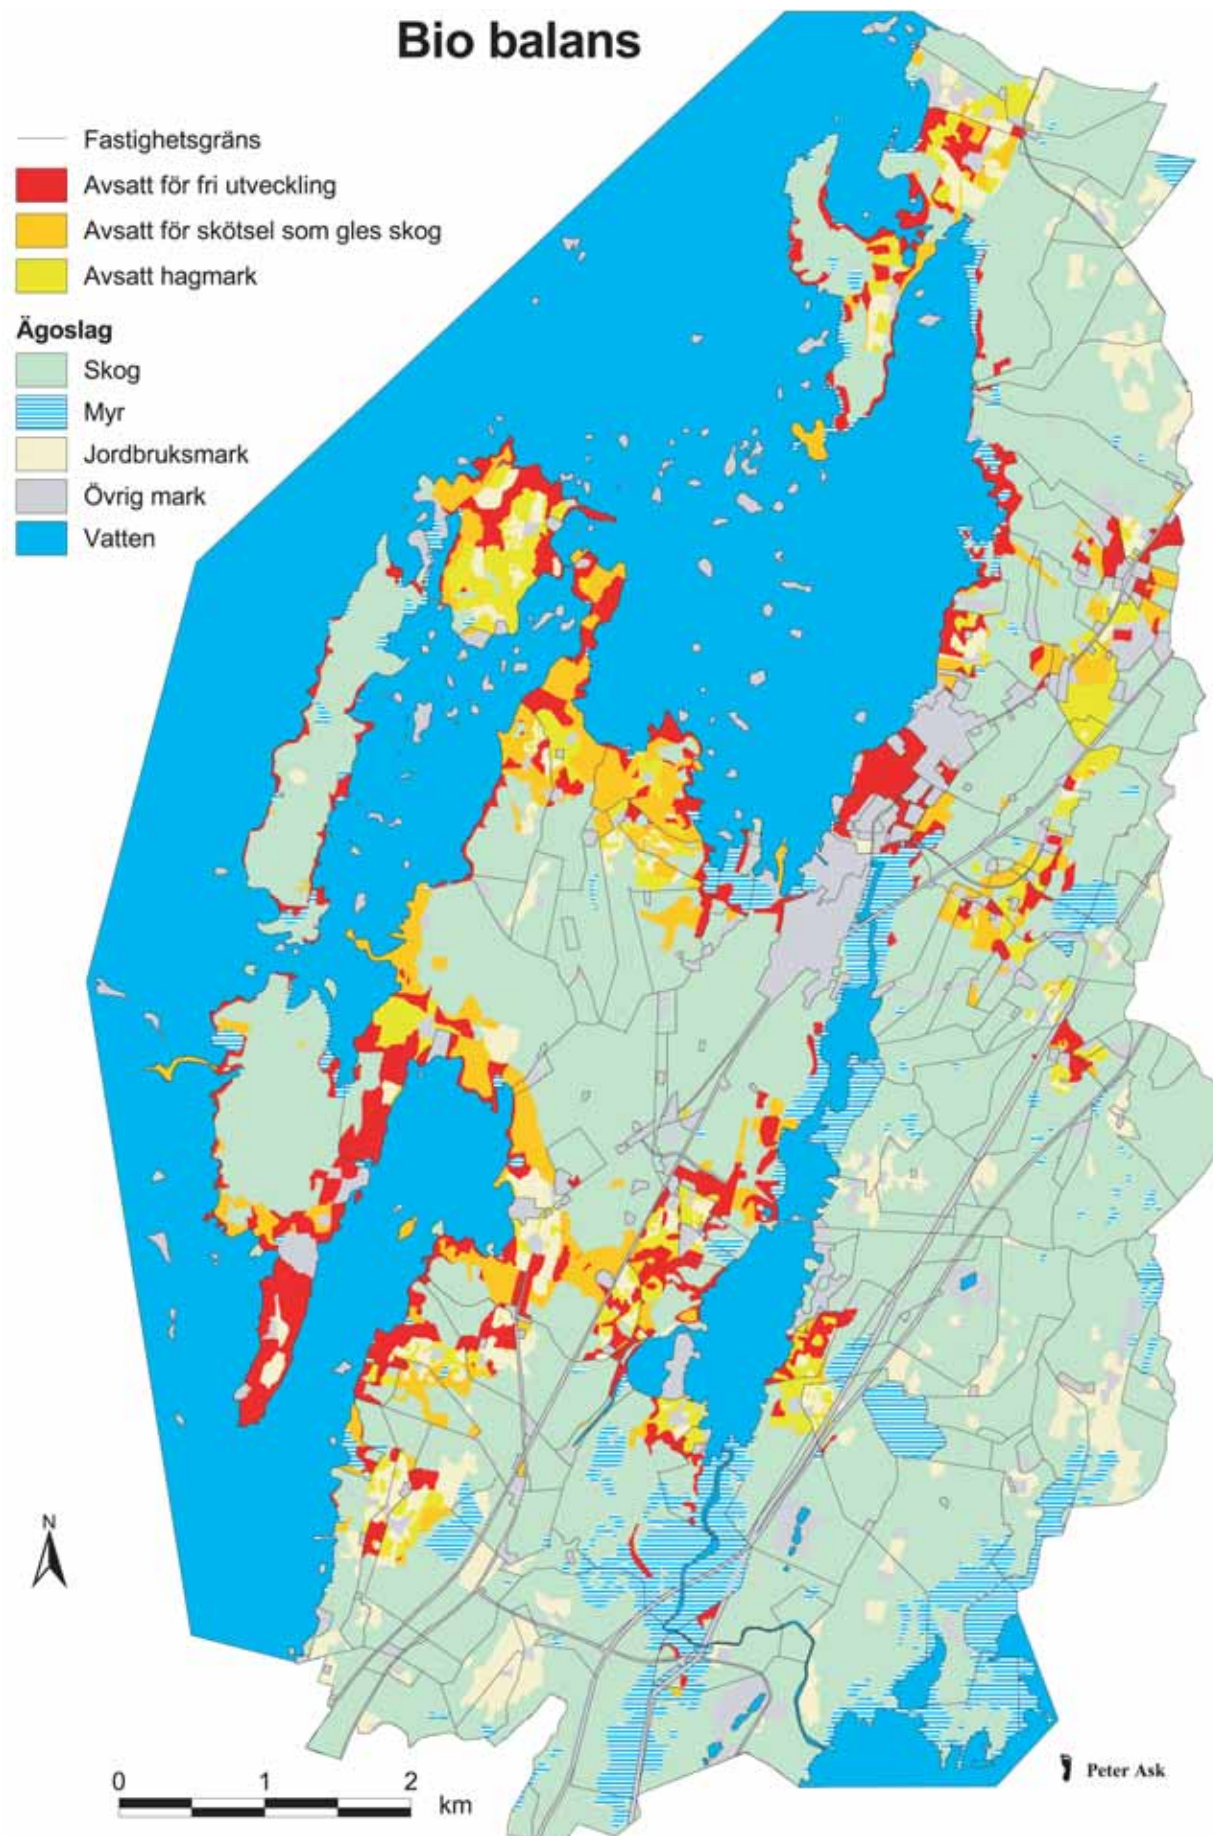 Bio balans
Fastighetsgräns
Avsatt för fri utveckling
Avsatt för skötsel som gles skog
Avsatt hagmark
Ägoslag
Skog
Myr
Jordbruksmark
Övrig mark
Vatten
N
0 1 2
km
Peter Ask